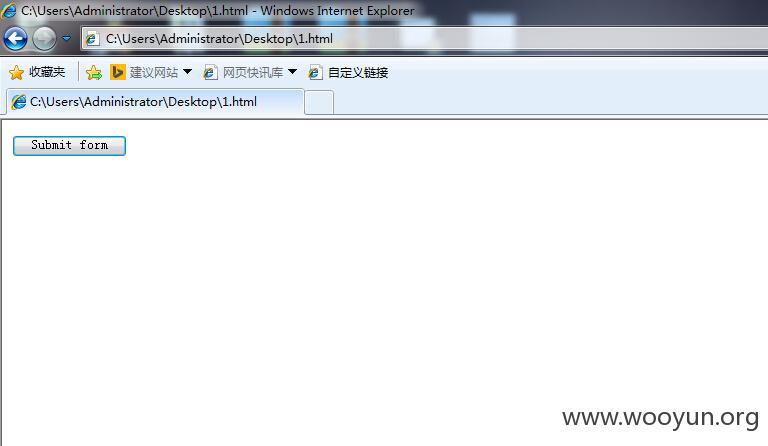 C:\Users\Administrator\Desktop\1.html - Windows Internet Explorer
C:\Users\Administrator\Desktop\1.html
收藏夹 建议网站 网页快讯库 自定义链接
C:\Users\Administrator\Desktop\1.html
Submit form
www.wooyun.org